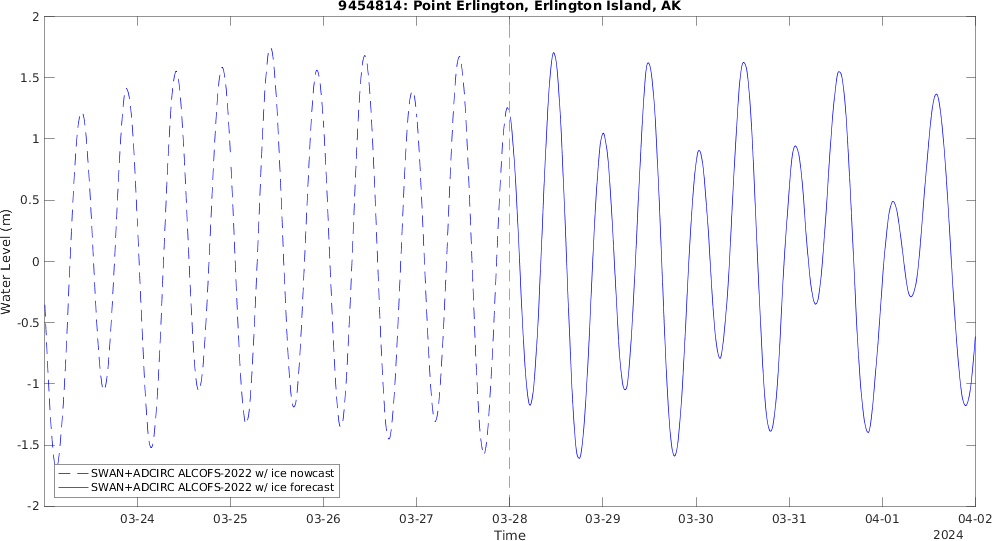 9454814: Point Erlington, Erlington Island, AK
2
1.5
1
0.5
0
-0.5
-1
-1.5
-2
Water Level (m)
SWAN+ADCIRC ALCOFS-2022 w/ ice nowcast
SWAN+ADCIRC ALCOFS-2022 w/ ice forecast
03-24 03-25 03-26 03-27 03-28 03-29 03-30 03-31 04-01 04-02
Time
2024